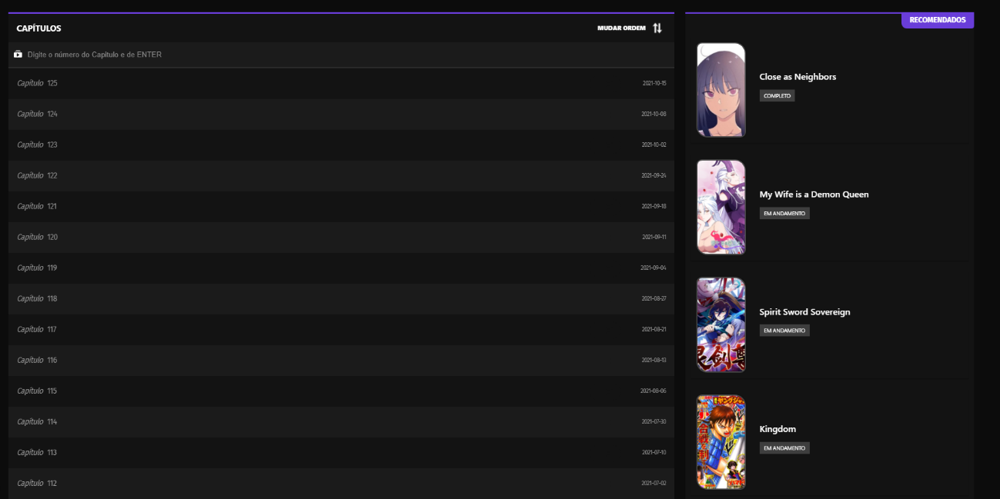 CAPÍTULOS
MUDAR ORDEM
Digite o número do Capitulo e de ENTER
Capítulo 125
2021-10-15
Capítulo 124
2021-10-08
Capítulo 123
2021-10-02
Capítulo 122
2021-09-24
Capítulo 121
2021-09-18
Capítulo 120
2021-09-11
Capítulo 119
2021-09-04
Capítulo 118
2021-08-27
Capítulo 117
2021-08-21
Capítulo 116
2021-08-13
Capítulo 115
2021-08-06
Capítulo 114
2021-07-30
Capítulo 113
2021-07-10
Capítulo 112
2021-07-02
RECOMENDADOS
Close as Neighbors
COMPLETO
My Wife is a Demon Queen
EM ANDAMENTO
Spirit Sword Sovereign
EM ANDAMENTO
灵剑尊
Kingdom
EM ANDAMENTO